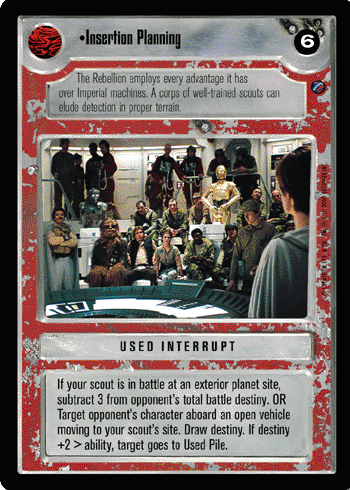 •Insertion Planning
6
The Rebellion employs every advantage it has
over Imperial machines. A corps of well-trained scouts can
elude detection in proper terrain.
USED INTERRUPT
If your scout is in battle at an exterior planet site,
subtract 3 from opponent's total battle destiny. OR
Target opponent's character aboard an open vehicle
moving to your scout's site. Draw destiny. If destiny
+2 > ability, target goes to Used Pile.